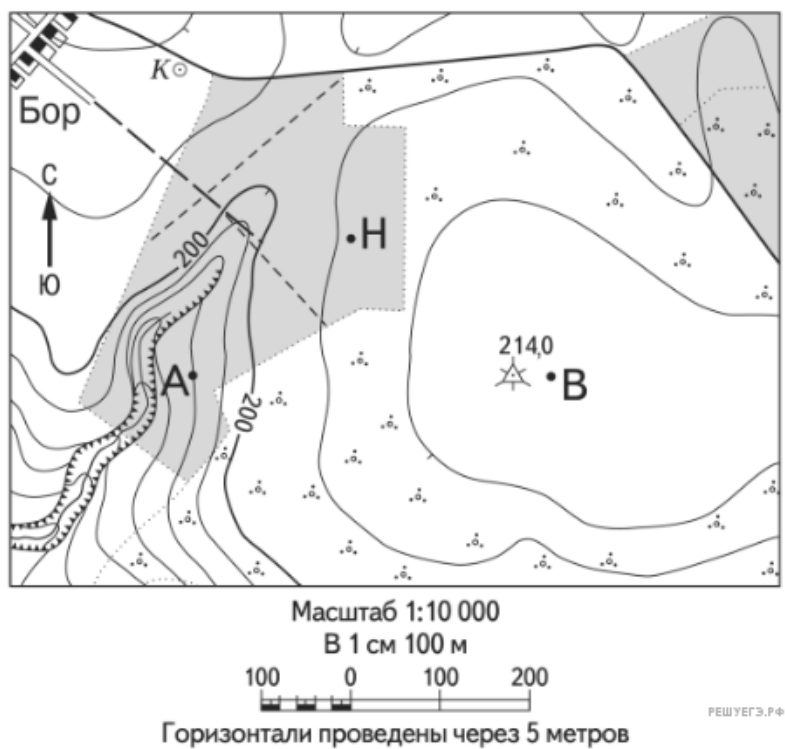 К
Бор
С
Ю
200
Н
214,0
А
В
200
Масштаб 1:10 000
В 1 см 100 м
100 0 100 200
Горизонтали проведены через 5 метров
РЕШУЕГЭ.РФ